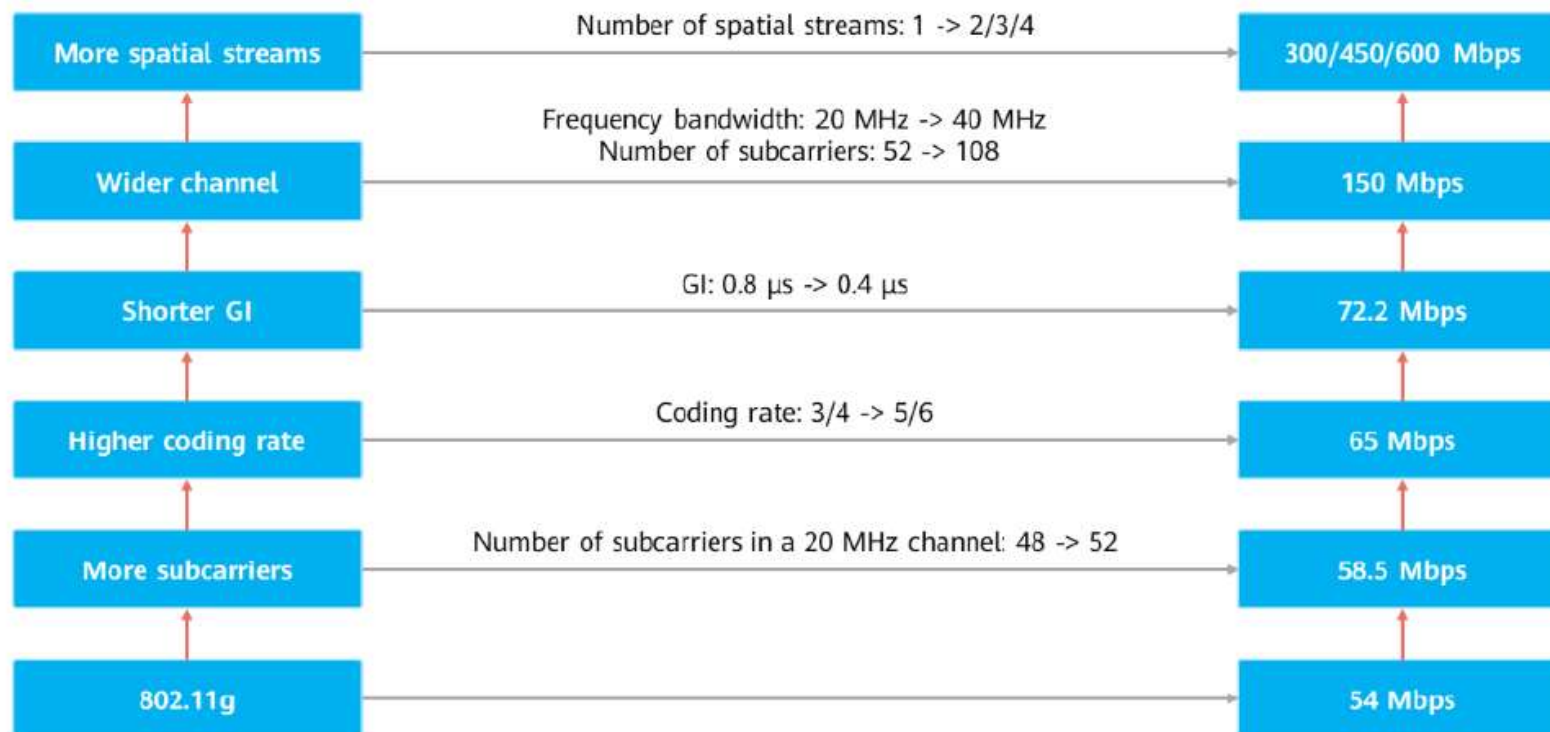 More spatial streams
Number of spatial streams: 1 -> 2/3/4
300/450/600 Mbps
Frequency bandwidth: 20 MHz -> 40 MHz
Number of subcarriers: 52 -> 108
Wider channel
150 Mbps
GI: 0.8 μs -> 0.4 μs
Shorter GI
72.2 Mbps
Coding rate: 3/4 -> 5/6
Higher coding rate
65 Mbps
Number of subcarriers in a 20 MHz channel: 48 -> 52
More subcarriers
58.5 Mbps
802.11g
54 Mbps